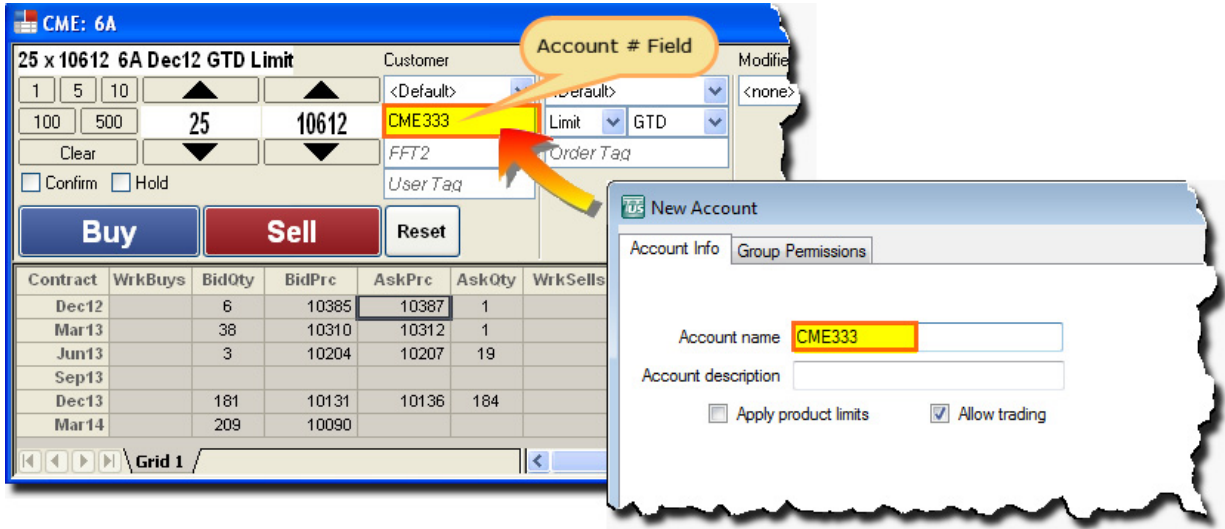 CME: 6A
Account # Field
25 x 10612 6A Dec12 GTD Limit Customer Modifie
1 5 10 <Default> <Default> <none>
100 500 25 10612 CME333 Limit GTD
Clear FFT2 Order Tag
Confirm Hold User Tag
Buy Sell Reset
Contract WrkBuys BidQty BidPrc AskPrc AskQty WrkSells
Dec12 6 10385 10387 1
Mar13 38 10310 10312 1
Jun13 3 10204 10207 19
Sep13
Dec13 181 10131 10136 184
Mar14 209 10090
Grid 1
TUS New Account
Account Info Group Permissions
Account name CME333
Account description
Apply product limits Allow trading